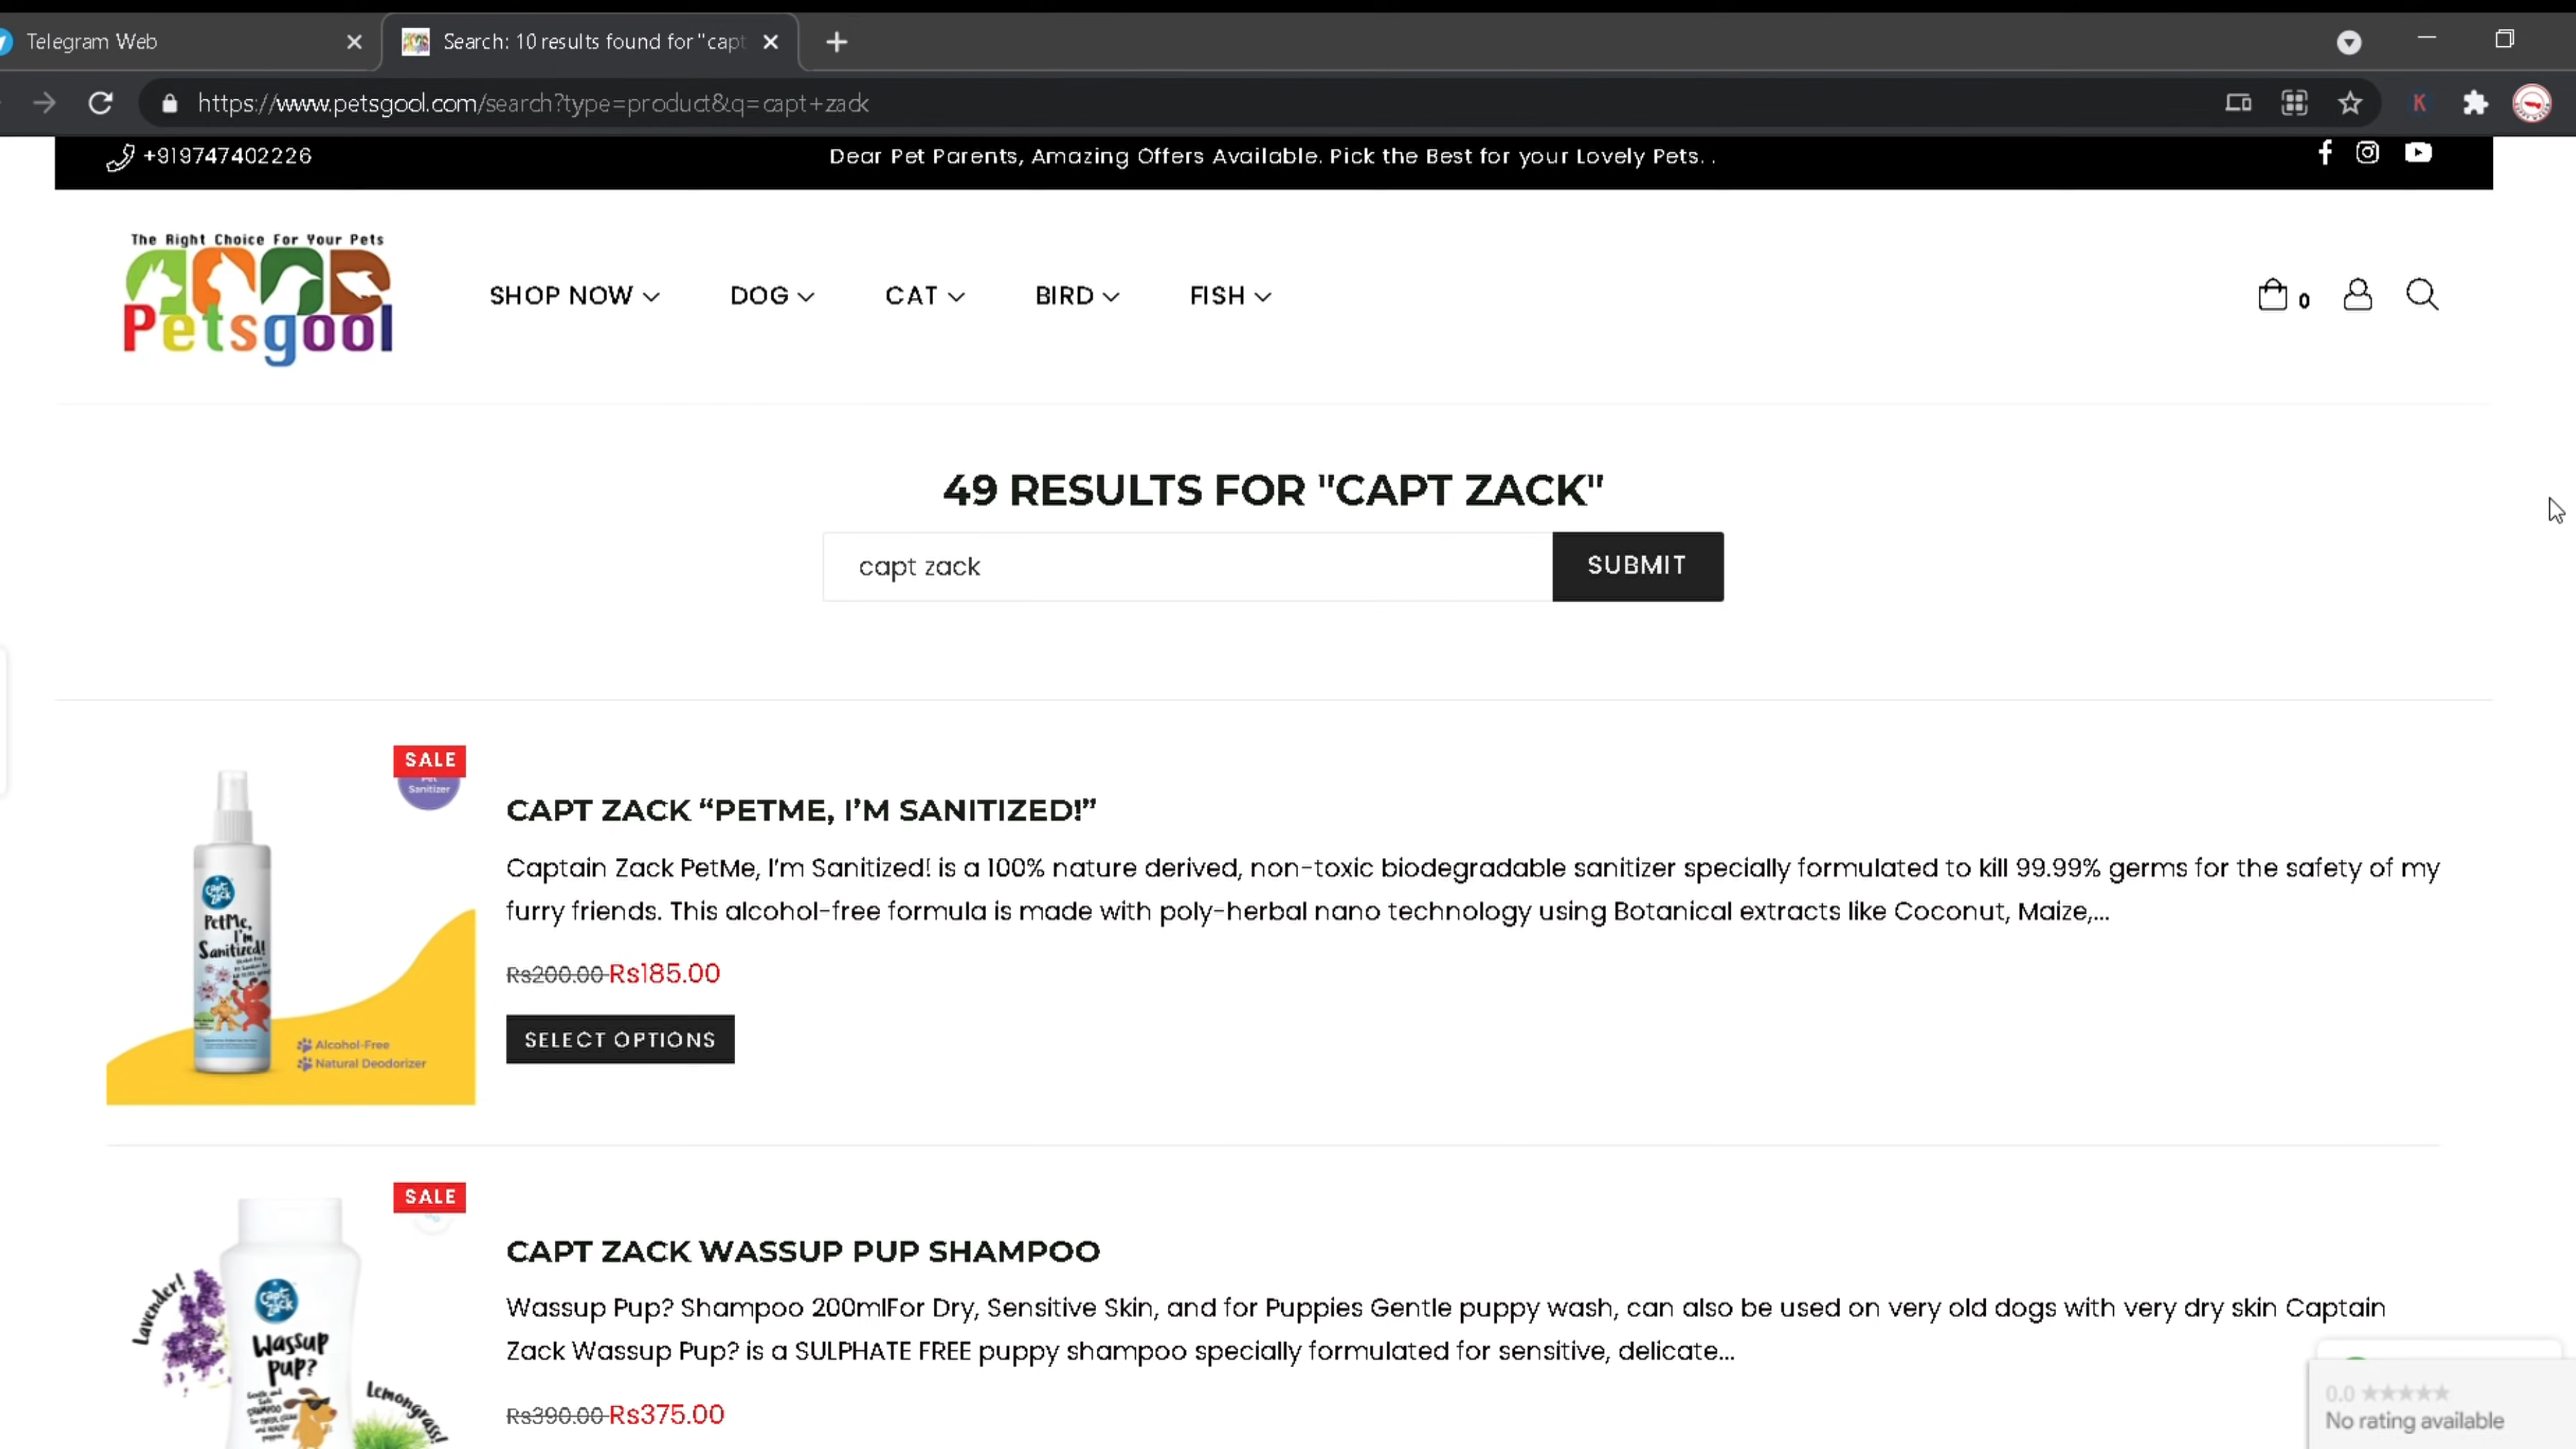 Telegram Web
Search: 10 results found for "capt
https://www.petsgool.com/search?type=product&q=capt+zack
+919747402226
Dear Pet Parents, Amazing Offers Available. Pick the Best for your Lovely Pets. .
The Right Choice For Your Pets
Petsgool
SHOP NOW
DOG
CAT
BIRD
FISH
0
49 RESULTS FOR "CAPT ZACK"
capt zack
SUBMIT
SALE
Sanitizer
Capt Zack
PetMe,
I'm
Sanitized!
Alcohol-Free
Natural Deodorizer
CAPT ZACK “PETME, I’M SANITIZED!”
Captain Zack PetMe, I’m Sanitized! is a 100% nature derived, non-toxic biodegradable sanitizer specially formulated to kill 99.99% germs for the safety of my
furry friends. This alcohol-free formula is made with poly-herbal nano technology using Botanical extracts like Coconut, Maize,...
Rs200.00 Rs185.00
SELECT OPTIONS
SALE
Lavender!
Capt Zack
Wassup
Pup?
Lemongrass!
CAPT ZACK WASSUP PUP SHAMPOO
Wassup Pup? Shampoo 200mlFor Dry, Sensitive Skin, and for Puppies Gentle puppy wash, can also be used on very old dogs with very dry skin Captain
Zack Wassup Pup? is a SULPHATE FREE puppy shampoo specially formulated for sensitive, delicate...
Rs390.00 Rs375.00
0.0 ★★★★★
No rating available